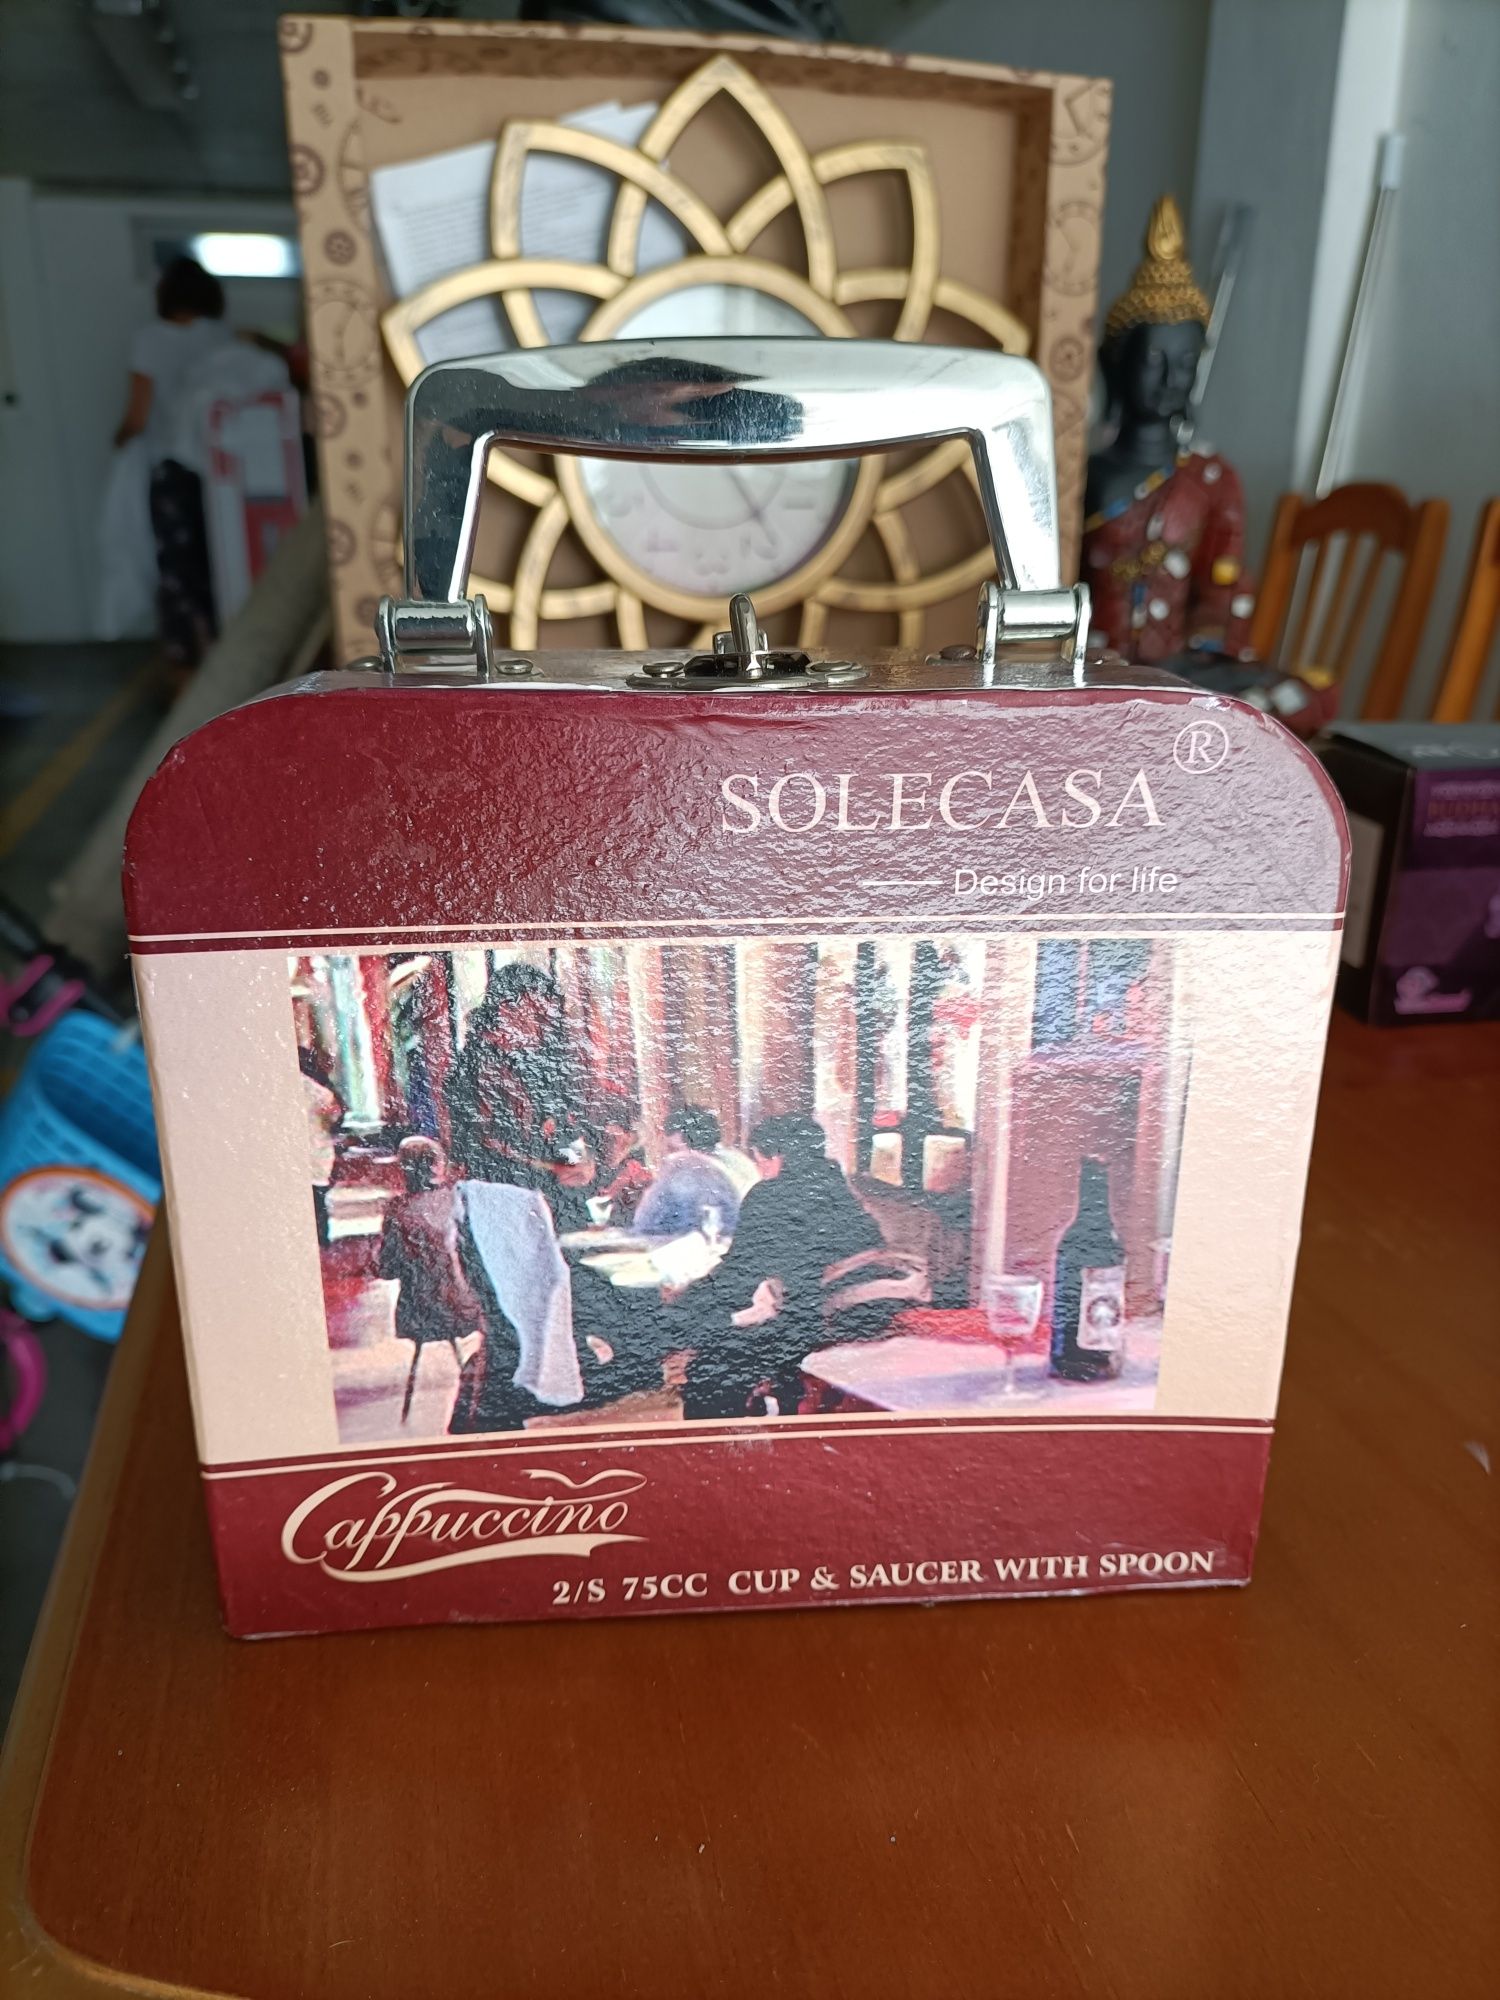 SOLECASA®
Design for life
Cappuccino
2/S 75CC CUP & SAUCER WITH SPOON